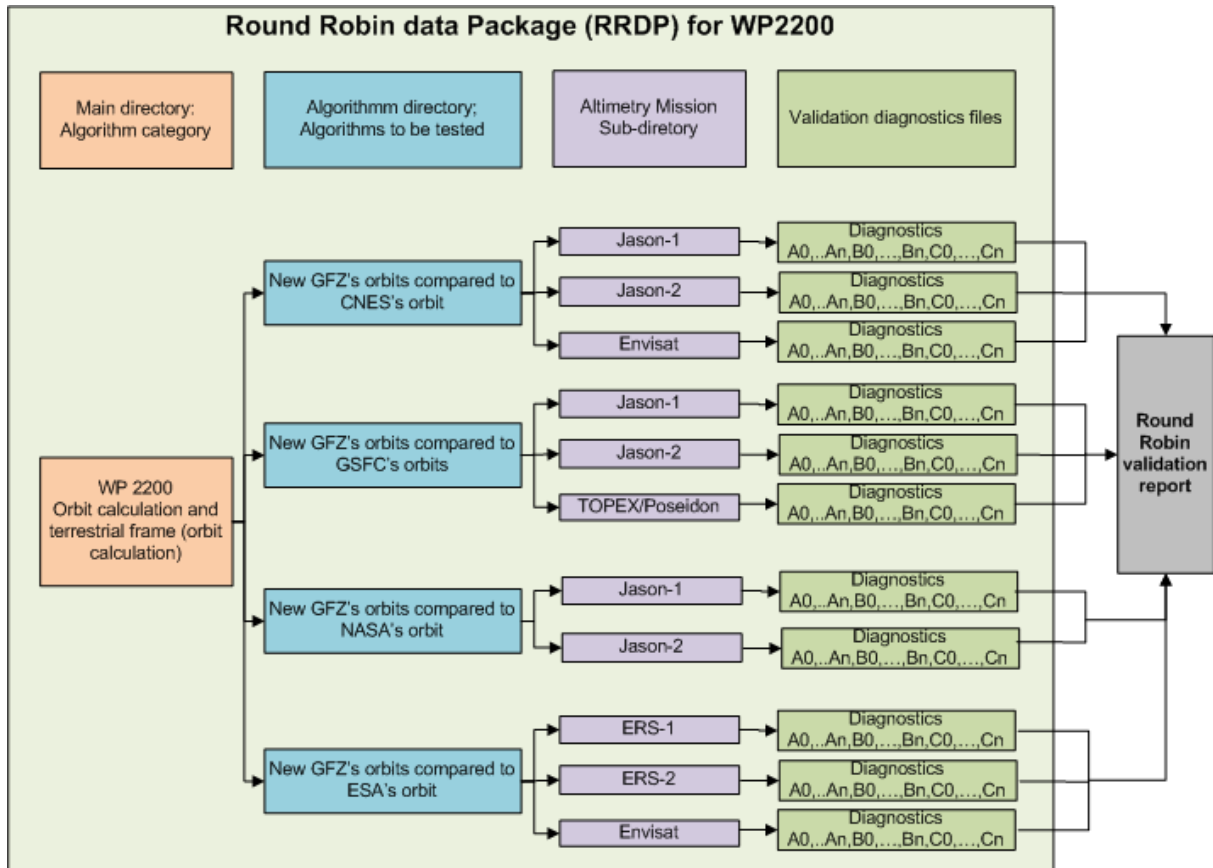 Round Robin data Package (RRDP) for WP2200
Main directory:
Algorithm category
Algorithmm directory;
Algorithms to be tested
Altimetry Mission
Sub-diretory
Validation diagnostics files
WP 2200
Orbit calculation and
terrestrial frame (orbit
calculation)
New GFZ's orbits compared to
CNES's orbit
Jason-1
Diagnostics
A0,..An,B0,...,Bn,C0,...,Cn
Jason-2
Diagnostics
A0,..An,B0,...,Bn,C0,...,Cn
Envisat
Diagnostics
A0,..An,B0,...,Bn,C0,...,Cn
New GFZ's orbits compared to
GSFC's orbits
Jason-1
Diagnostics
A0,..An,B0,...,Bn,C0,...,Cn
Jason-2
Diagnostics
A0,..An,B0,...,Bn,C0,...,Cn
TOPEX/Poseidon
Diagnostics
A0,..An,B0,...,Bn,C0,...,Cn
New GFZ's orbits compared to
NASA's orbit
Jason-1
Diagnostics
A0,..An,B0,...,Bn,C0,...,Cn
Jason-2
Diagnostics
A0,..An,B0,...,Bn,C0,...,Cn
New GFZ's orbits compared to
ESA's orbit
ERS-1
Diagnostics
A0,..An,B0,...,Bn,C0,...,Cn
ERS-2
Diagnostics
A0,..An,B0,...,Bn,C0,...,Cn
Envisat
Diagnostics
A0,..An,B0,...,Bn,C0,...,Cn
Round
Robin
validation
report